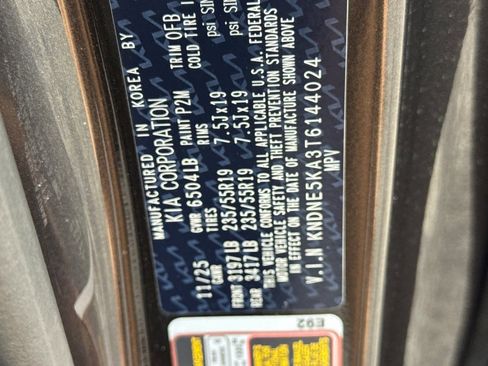 MANUFACTURED IN KOREA BY
KIA CORPORATION
11/25 GVWR 6504LB PAINT P2M TRIM OFB
GAWR TIRES RIMS COLD TIRE
FRONT 3197LB 235/55R19 7.5Jx19 psi
REAR 3417LB 235/55R19 7.5Jx19 psi
THIS VEHICLE CONFORMS TO ALL APPLICABLE U.S.A. FEDERAL
MOTOR VEHICLE SAFETY AND THEFT PREVENTION STANDARDS
IN EFFECT ON THE DATE OF MANUFACTURE SHOWN ABOVE
V.I.N KNDNE5KA3T6144024
MPV
E92